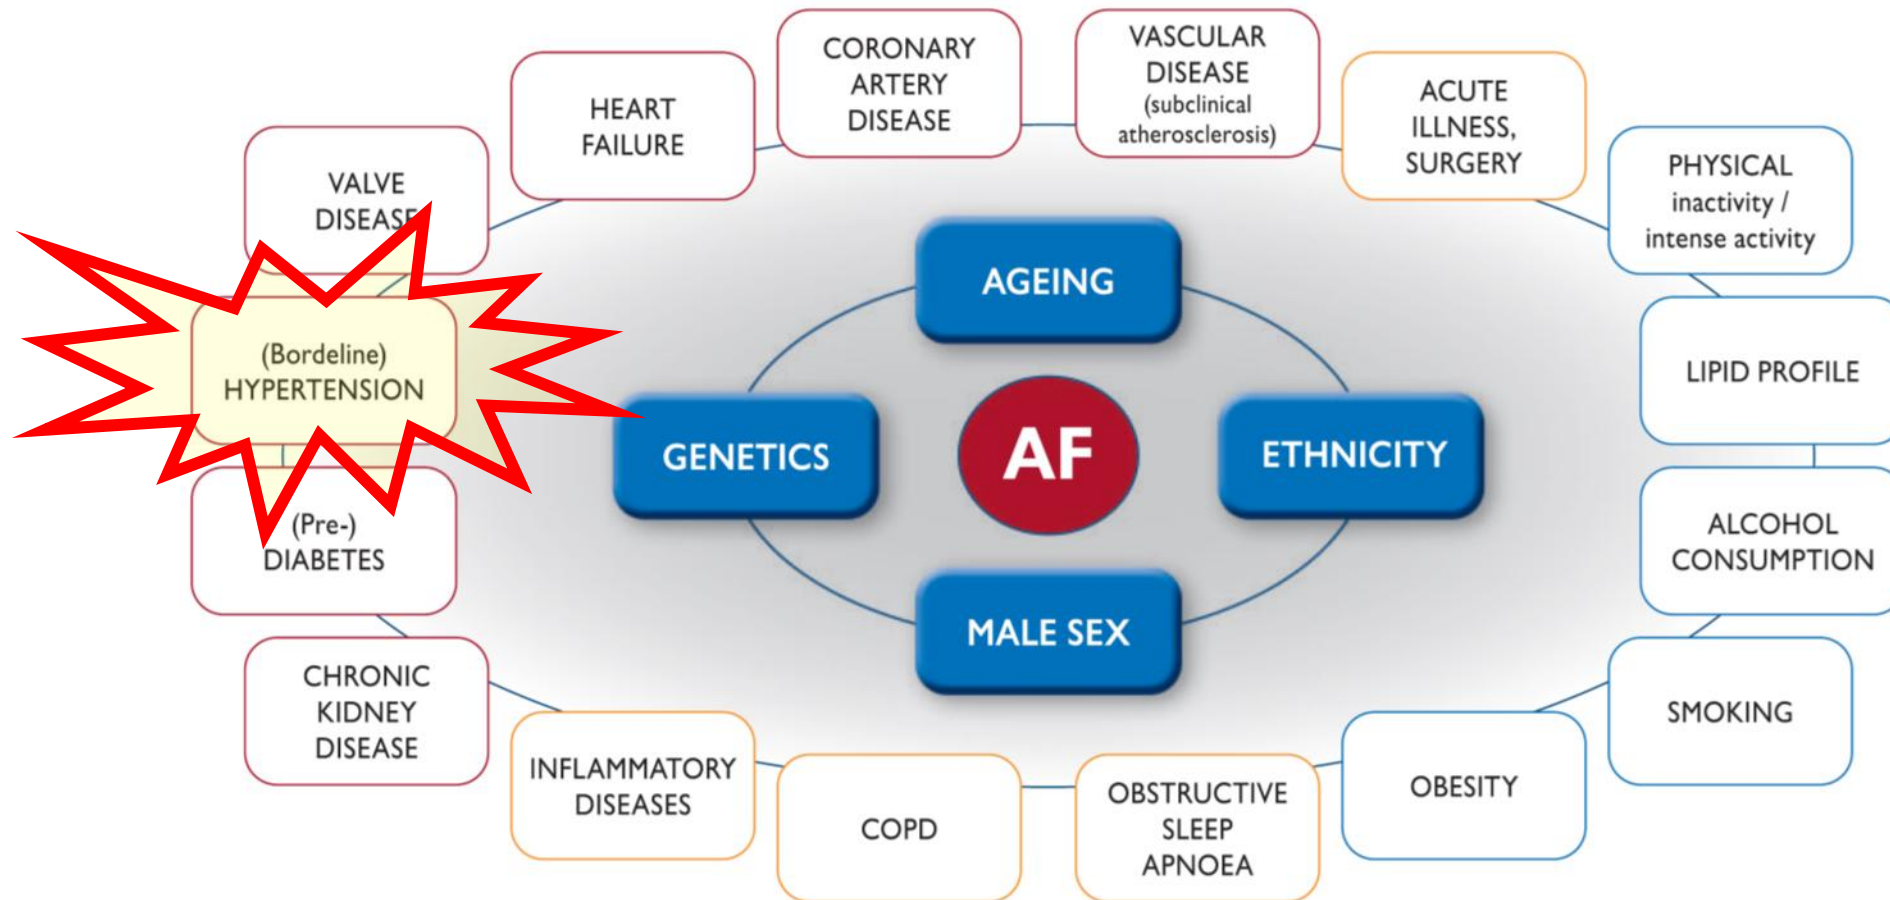 CORONARY
ARTERY
DISEASE
VASCULAR
DISEASE
(subclinical
atherosclerosis)
HEART
FAILURE
ACUTE
ILLNESS,
SURGERY
VALVE
DISEASE
PHYSICAL
inactivity /
intense activity
AGEING
(Bordeline)
HYPERTENSION
LIPID PROFILE
GENETICS
AF
ETHNICITY
(Pre-)
DIABETES
ALCOHOL
CONSUMPTION
MALE SEX
CHRONIC
KIDNEY
DISEASE
SMOKING
INFLAMMATORY
DISEASES
COPD
OBSTRUCTIVE
SLEEP
APNOEA
OBESITY